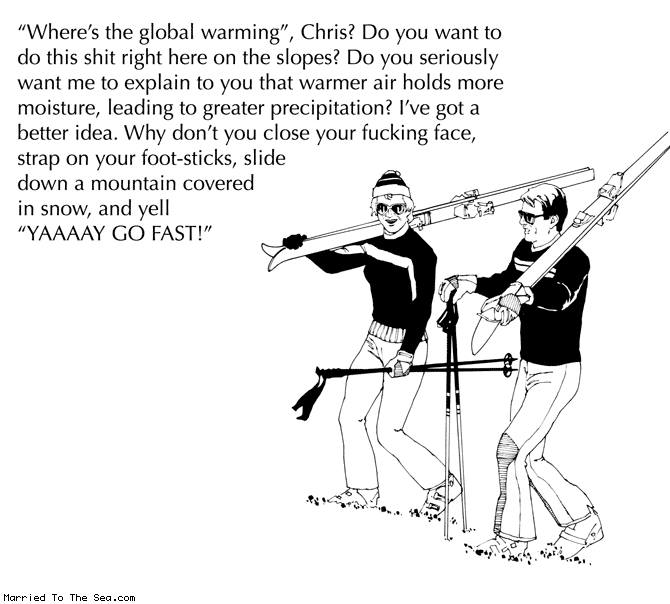 “Where’s the global warming”, Chris? Do you want to
do this shit right here on the slopes? Do you seriously
want me to explain to you that warmer air holds more
moisture, leading to greater precipitation? I’ve got a
better idea. Why don’t you close your fucking face,
strap on your foot-sticks, slide
down a mountain covered
in snow, and yell
“YAAAAY GO FAST!”
Married To The Sea.com